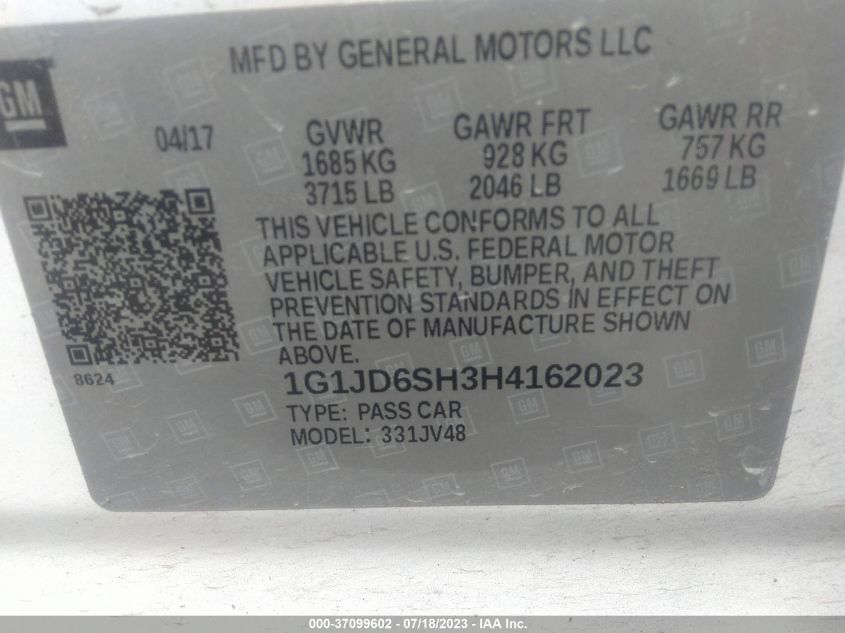 MFD BY GENERAL MOTORS LLC
GM
04/17 GVWR GAWR FRT GAWR RR
1685 KG 928 KG 757 KG
3715 LB 2046 LB 1669 LB
THIS VEHICLE CONFORMS TO ALL
APPLICABLE U.S. FEDERAL MOTOR
VEHICLE SAFETY, BUMPER, AND THEFT
PREVENTION STANDARDS IN EFFECT ON
THE DATE OF MANUFACTURE SHOWN
ABOVE.
8624
1G1JD6SH3H4162023
TYPE: PASS CAR
MODEL: 331JV48
000-37099602 - 07/18/2023 - IAA Inc.